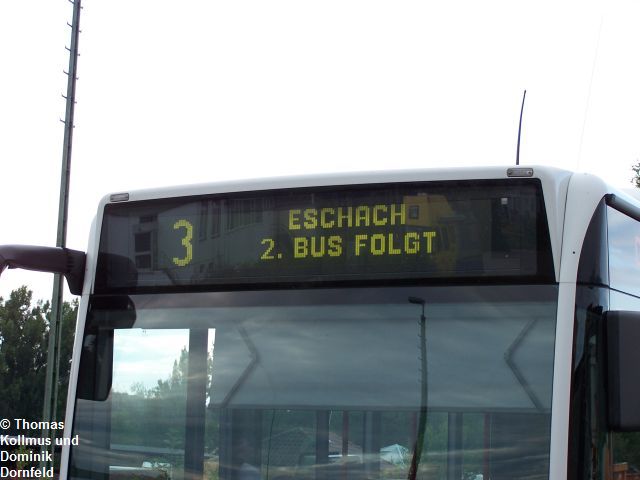 3 ESCHACH
2. BUS FOLGT
© Thomas
Kollmus und
Dominik
Dornfeld